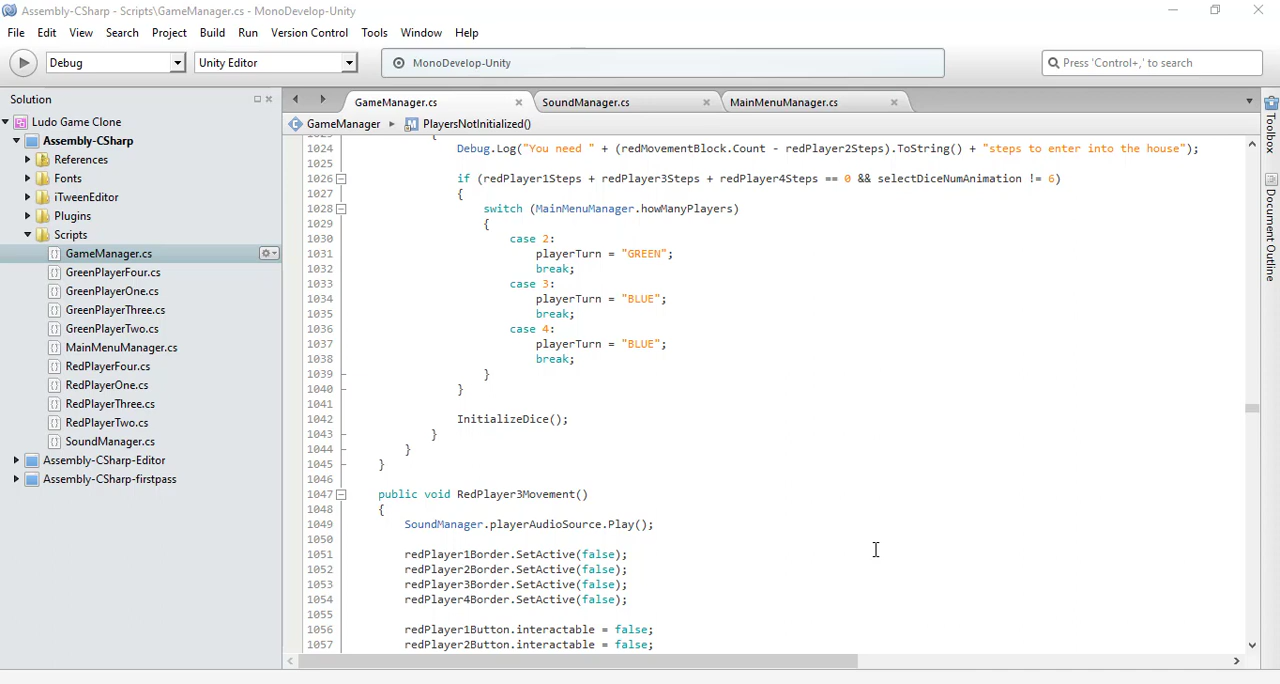 Assembly-CSharp - Scripts\GameManager.cs - MonoDevelop-Unity
File Edit View Search Project Build Run Version Control Tools Window Help
Debug Unity Editor MonoDevelop-Unity Press 'Control+,' to search
Solution
Ludo Game Clone
Assembly-CSharp
References
Fonts
iTweenEditor
Plugins
Scripts
GameManager.cs
GreenPlayerFour.cs
GreenPlayerOne.cs
GreenPlayerThree.cs
GreenPlayerTwo.cs
MainMenuManager.cs
RedPlayerFour.cs
RedPlayerOne.cs
RedPlayerThree.cs
RedPlayerTwo.cs
SoundManager.cs
Assembly-CSharp-Editor
Assembly-CSharp-firstpass
GameManager.cs SoundManager.cs MainMenuManager.cs
GameManager PlayersNotInitialized()
1023 {
1024 Debug.Log("You need " + (redMovementBlock.Count - redPlayer2Steps).ToString() + "steps to enter into the house");
1025
1026 if (redPlayer1Steps + redPlayer3Steps + redPlayer4Steps == 0 && selectDiceNumAnimation != 6)
1027 {
1028 switch (MainMenuManager.howManyPlayers)
1029 {
1030 case 2:
1031 playerTurn = "GREEN";
1032 break;
1033 case 3:
1034 playerTurn = "BLUE";
1035 break;
1036 case 4:
1037 playerTurn = "BLUE";
1038 break;
1039 }
1040 }
1041
1042 InitializeDice();
1043 }
1044 }
1045 }
1046
1047 public void RedPlayer3Movement()
1048 {
1049 SoundManager.playerAudioSource.Play();
1050
1051 redPlayer1Border.SetActive(false);
1052 redPlayer2Border.SetActive(false);
1053 redPlayer3Border.SetActive(false);
1054 redPlayer4Border.SetActive(false);
1055
1056 redPlayer1Button.interactable = false;
1057 redPlayer2Button.interactable = false;
Toolbox
Document Outline